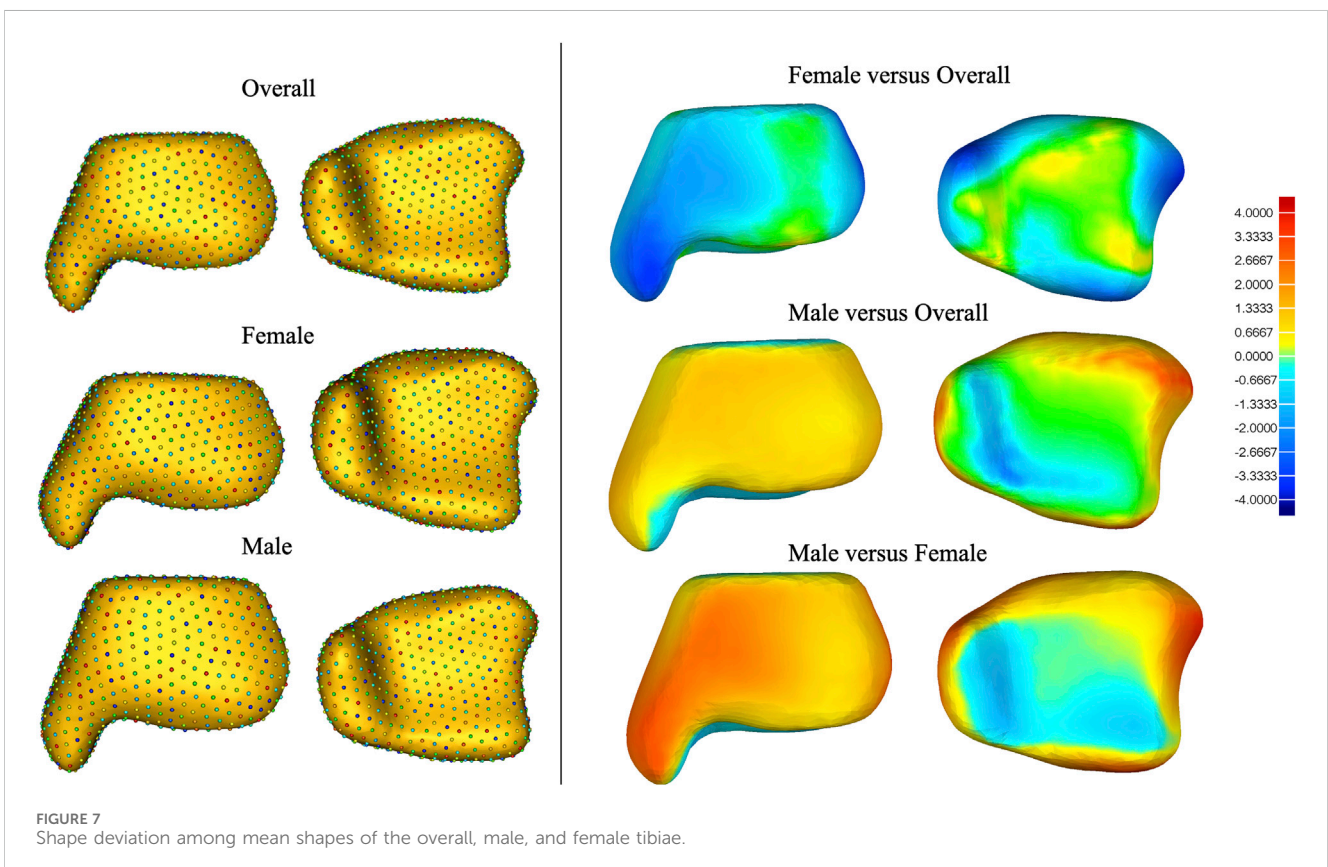 Overall
Female
Male
Female versus Overall
Male versus Overall
Male versus Female
4.0000
3.3333
2.6667
2.0000
1.3333
0.6667
0.0000
-0.6667
-1.3333
-2.0000
-2.6667
-3.3333
-4.0000
FIGURE 7
Shape deviation among mean shapes of the overall, male, and female tibiae.